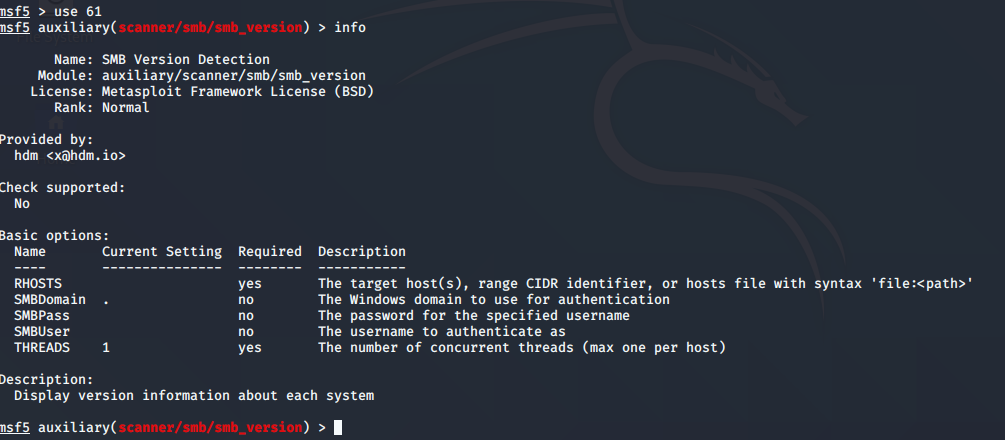 msf5 > use 61
msf5 auxiliary(scanner/smb/smb_version) > info
Name: SMB Version Detection
Module: auxiliary/scanner/smb/smb_version
License: Metasploit Framework License (BSD)
Rank: Normal
Provided by:
hdm <x@hdm.io>
Check supported:
No
Basic options:
Name Current Setting Required Description
---- --------------- -------- -----------
RHOSTS yes The target host(s), range CIDR identifier, or hosts file with syntax 'file:<path>'
SMBDomain . no The Windows domain to use for authentication
SMBPass no The password for the specified username
SMBUser no The username to authenticate as
THREADS 1 yes The number of concurrent threads (max one per host)
Description:
Display version information about each system
msf5 auxiliary(scanner/smb/smb_version) >